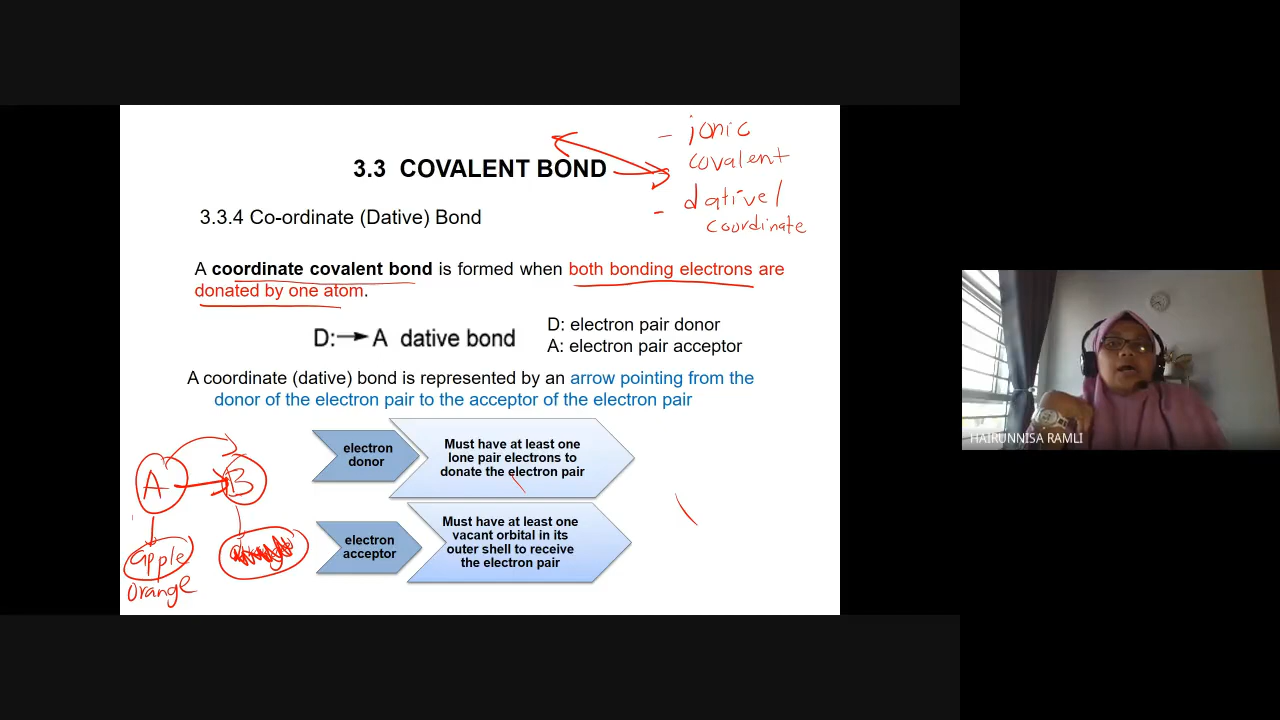 - ionic
covalent
3.3 COVALENT BOND
- dative/
coordinate
3.3.4 Co-ordinate (Dative) Bond
A coordinate covalent bond is formed when both bonding electrons are
donated by one atom.
D:→A dative bond
D: electron pair donor
A: electron pair acceptor
A coordinate (dative) bond is represented by an arrow pointing from the
donor of the electron pair to the acceptor of the electron pair
electron
donor
Must have at least one
lone pair electrons to
donate the electron pair
electron
acceptor
Must have at least one
vacant orbital in its
outer shell to receive
the electron pair
A → B
apple
orange
HAIRUNNISA RAMLI